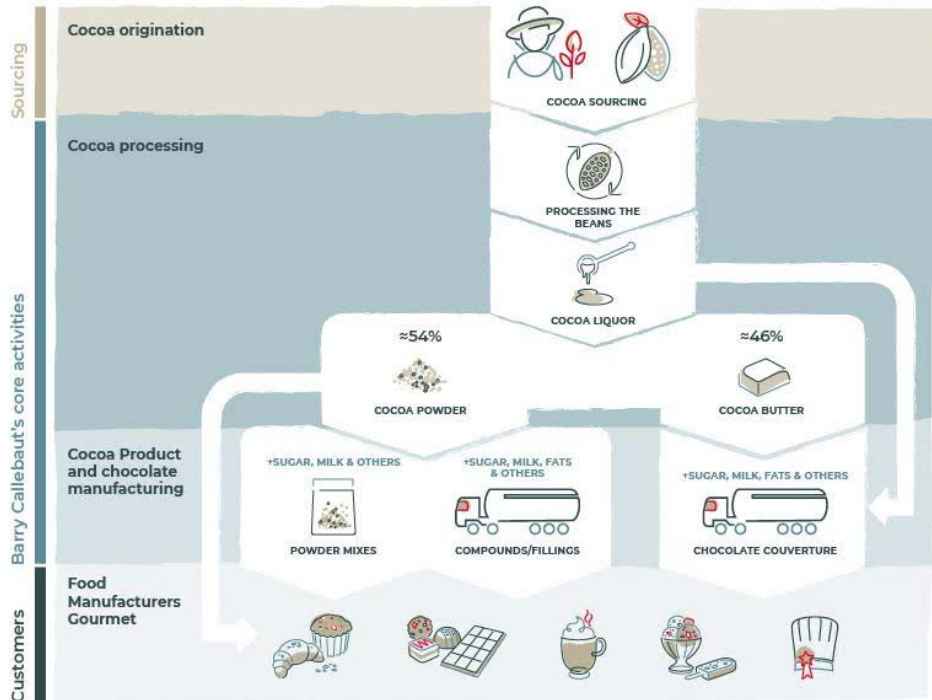 Sourcing
Cocoa origination
COCOA SOURCING
Barry Callebaut's core activities
Cocoa processing
PROCESSING THE
BEANS
COCOA LIQUOR
≈54%
COCOA POWDER
≈46%
COCOA BUTTER
Cocoa Product
and chocolate
manufacturing
+SUGAR, MILK & OTHERS
POWDER MIXES
+SUGAR, MILK, FATS
& OTHERS
COMPOUNDS/FILLINGS
+SUGAR, MILK, FATS & OTHERS
CHOCOLATE COUVERTURE
Customers
Food
Manufacturers
Gourmet